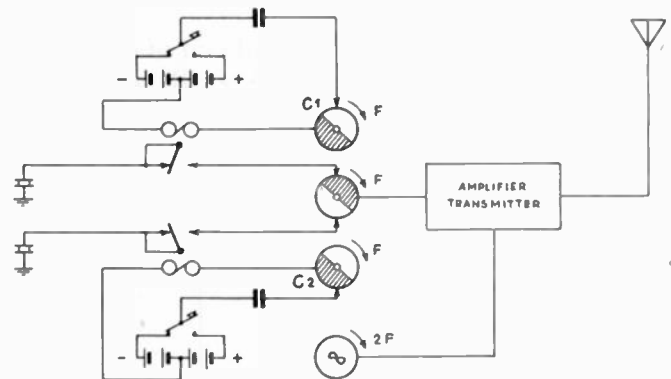 - +
C1
F
F
AMPLIFIER
TRANSMITTER
F
C2
- +
2F